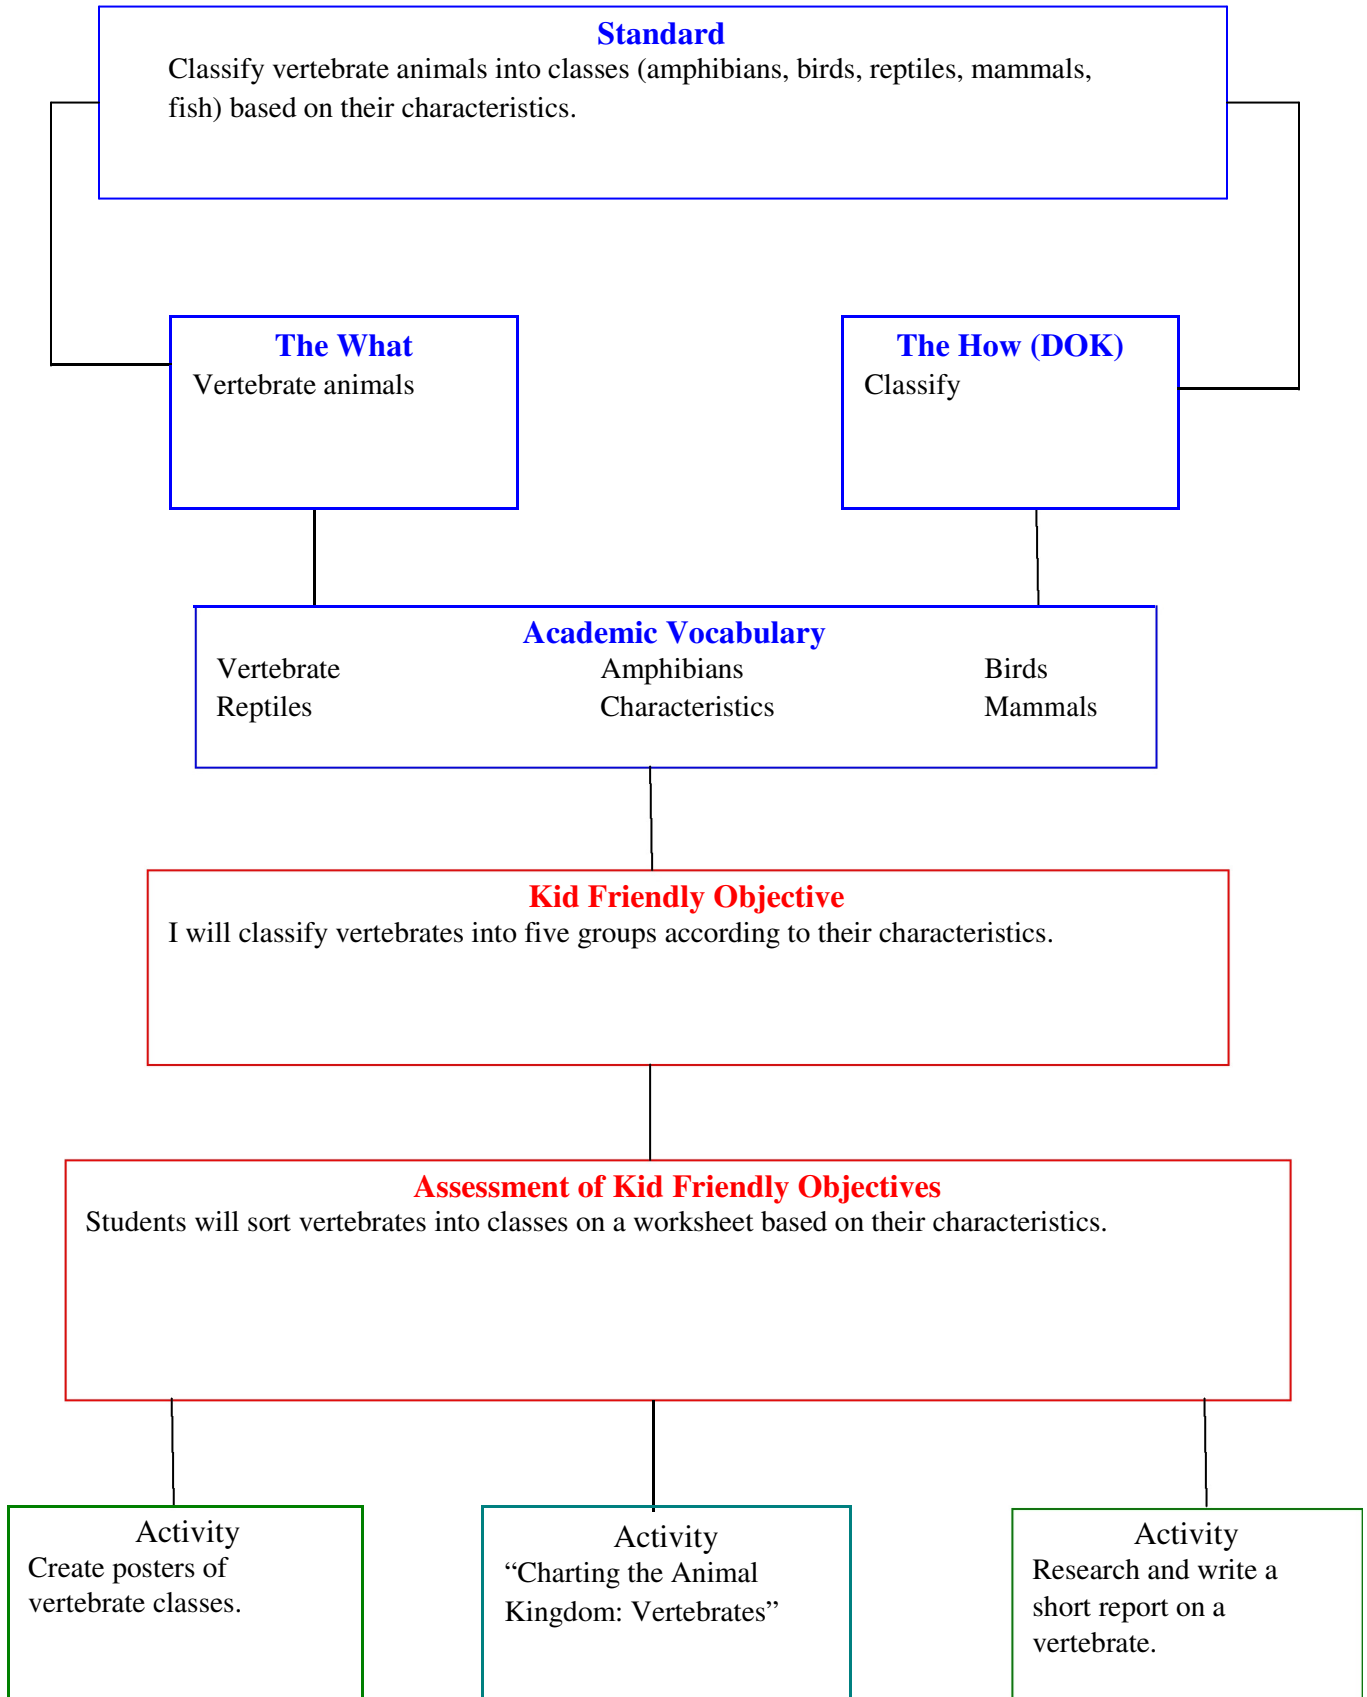 Standard
Classify vertebrate animals into classes (amphibians, birds, reptiles, mammals,
fish) based on their characteristics.
The What
Vertebrate animals
The How (DOK)
Classify
Academic Vocabulary
Vertebrate Amphibians Birds
Reptiles Characteristics Mammals
Kid Friendly Objective
I will classify vertebrates into five groups according to their characteristics.
Assessment of Kid Friendly Objectives
Students will sort vertebrates into classes on a worksheet based on their characteristics.
Activity
Create posters of
vertebrate classes.
Activity
“Charting the Animal
Kingdom: Vertebrates”
Activity
Research and write a
short report on a
vertebrate.